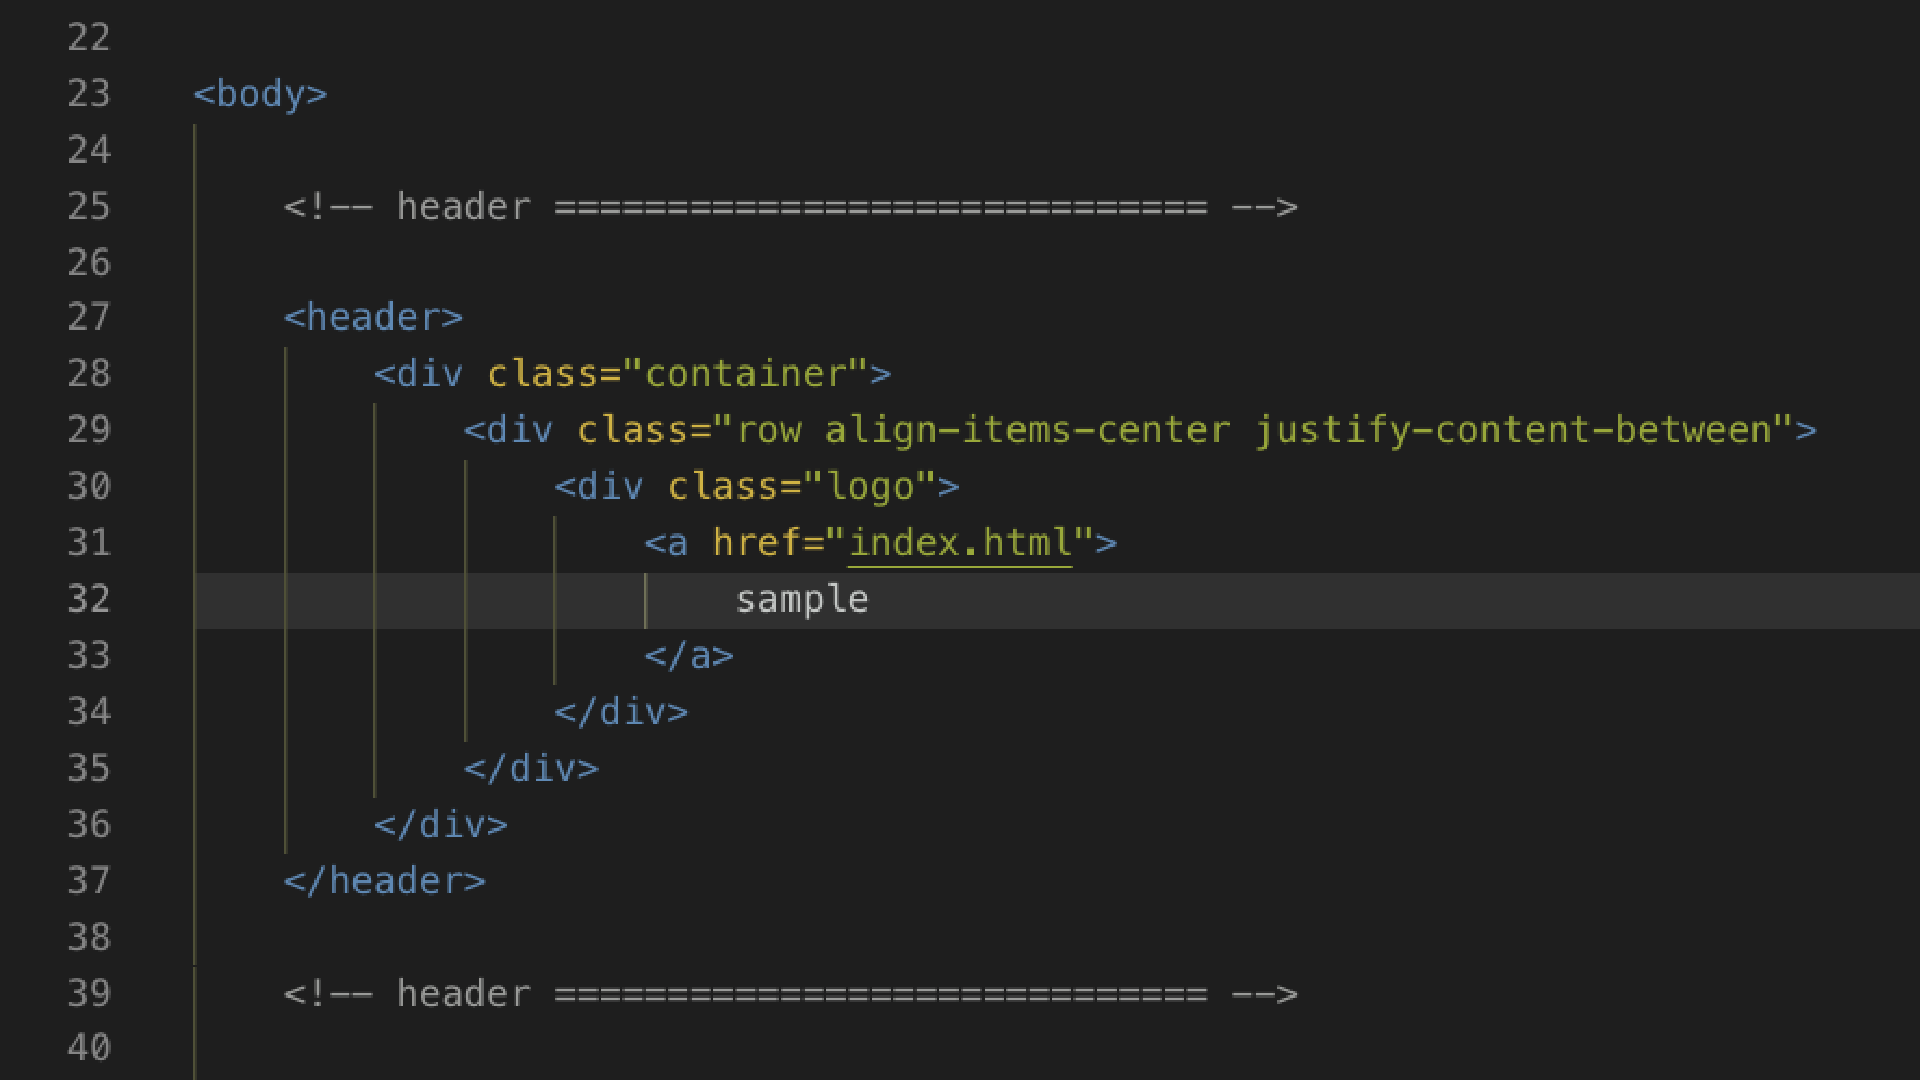 22
23 <body>
24
25 <!-- header ============================= -->
26
27 <header>
28 <div class="container">
29 <div class="row align-items-center justify-content-between">
30 <div class="logo">
31 <a href="index.html">
32 sample
33 </a>
34 </div>
35 </div>
36 </div>
37 </header>
38
39 <!-- header ============================= -->
40